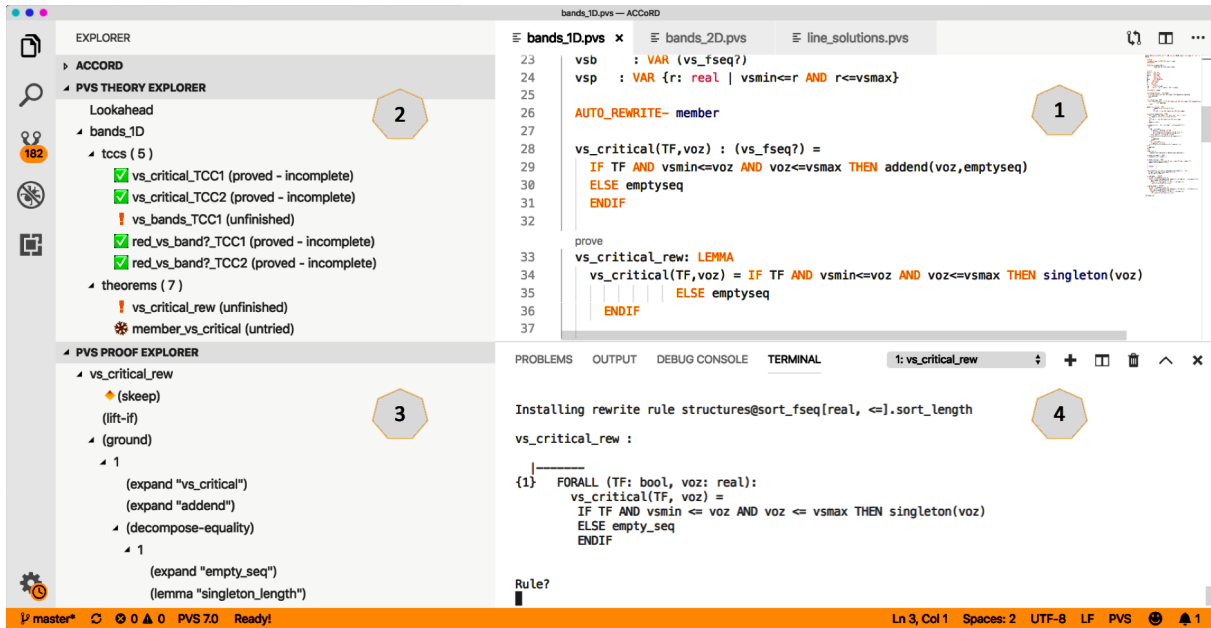 bands_1D.pvs — ACCoRD
EXPLORER
ACCORD
PVS THEORY EXPLORER
Lookahead
bands_1D
tccs ( 5 )
vs_critical_TCC1 (proved - incomplete)
vs_critical_TCC2 (proved - incomplete)
vs_bands_TCC1 (unfinished)
red_vs_band?_TCC1 (proved - incomplete)
red_vs_band?_TCC2 (proved - incomplete)
theorems ( 7 )
vs_critical_rew (unfinished)
member_vs_critical (untried)
2
182
PVS PROOF EXPLORER
vs_critical_rew
(skeep)
(lift-if)
(ground)
1
(expand "vs_critical")
(expand "addend")
(decompose-equality)
1
(expand "empty_seq")
(lemma "singleton_length")
3
bands_1D.pvs × bands_2D.pvs line_solutions.pvs
23 vsb : VAR (vs_fseq?)
24 vsp : VAR {r: real | vsmin<=r AND r<=vsmax}
25
26 AUTO_REWRITE- member
27
28 vs_critical(TF,voz) : (vs_fseq?) =
29 IF TF AND vsmin<=voz AND voz<=vsmax THEN addend(voz,emptyseq)
30 ELSE emptyseq
31 ENDIF
32
prove
33 vs_critical_rew: LEMMA
34 vs_critical(TF,voz) = IF TF AND vsmin<=voz AND voz<=vsmax THEN singleton(voz)
35 ELSE emptyseq
36 ENDIF
37
1
PROBLEMS OUTPUT DEBUG CONSOLE TERMINAL 1: vs_critical_rew
Installing rewrite rule structures@sort_fseq[real, <=].sort_length
vs_critical_rew :
|-------
{1} FORALL (TF: bool, voz: real):
vs_critical(TF, voz) =
IF TF AND vsmin <= voz AND voz <= vsmax THEN singleton(voz)
ELSE empty_seq
ENDIF
Rule?
4
master* 0 0 PVS 7.0 Ready! Ln 3, Col 1 Spaces: 2 UTF-8 LF PVS 1